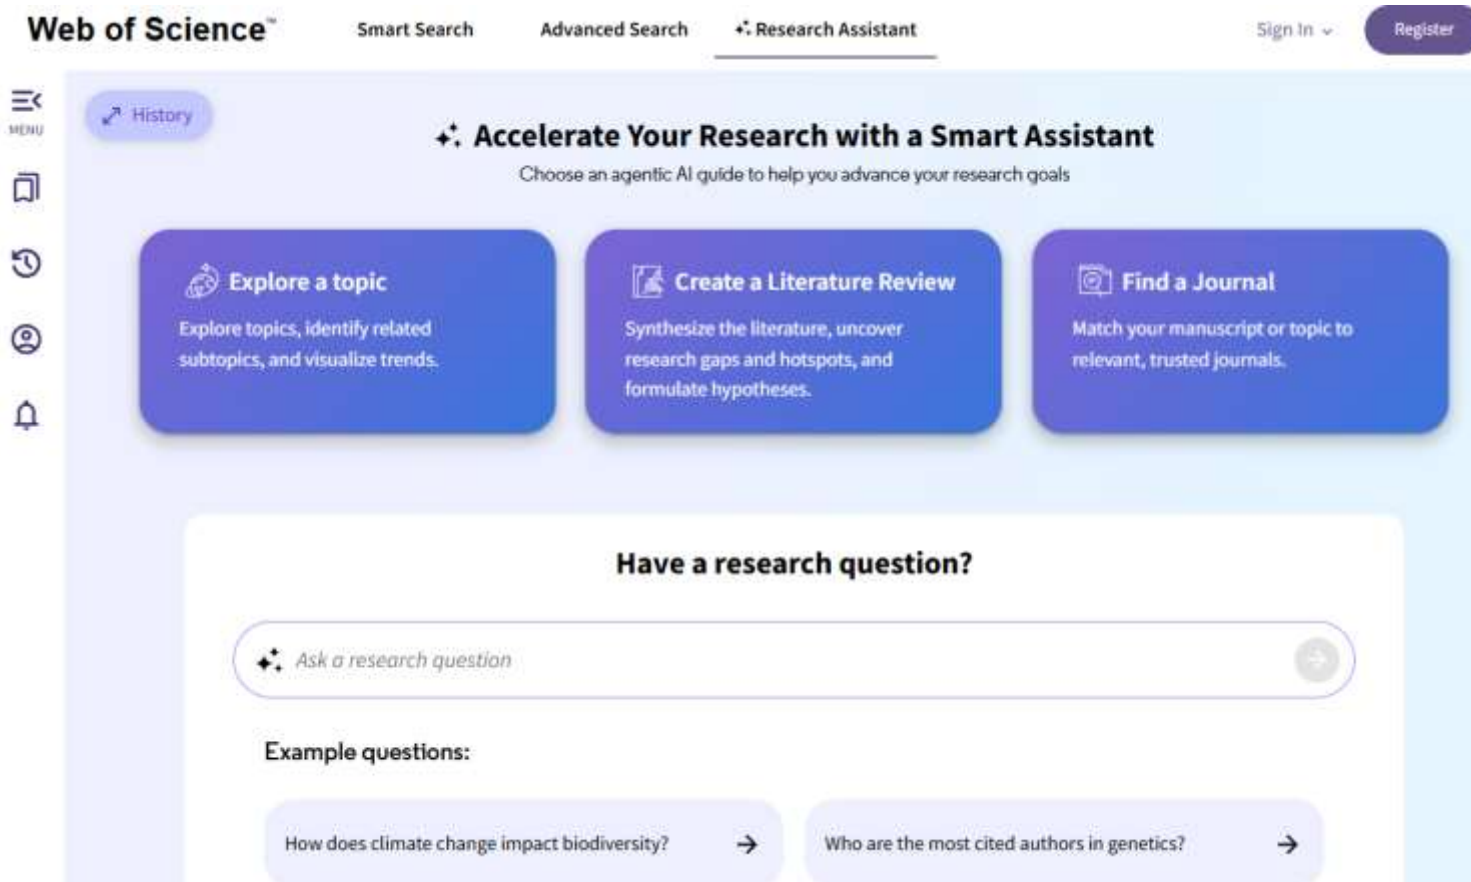 Web of Science™
Smart Search
Advanced Search
Research Assistant
Sign In
Register
MENU
History
Accelerate Your Research with a Smart Assistant
Choose an agentic AI guide to help you advance your research goals
Explore a topic
Explore topics, identify related
subtopics, and visualize trends.
Create a Literature Review
Synthesize the literature, uncover
research gaps and hotspots, and
formulate hypotheses.
Find a Journal
Match your manuscript or topic to
relevant, trusted journals.
Have a research question?
Ask a research question
Example questions:
How does climate change impact biodiversity?
Who are the most cited authors in genetics?